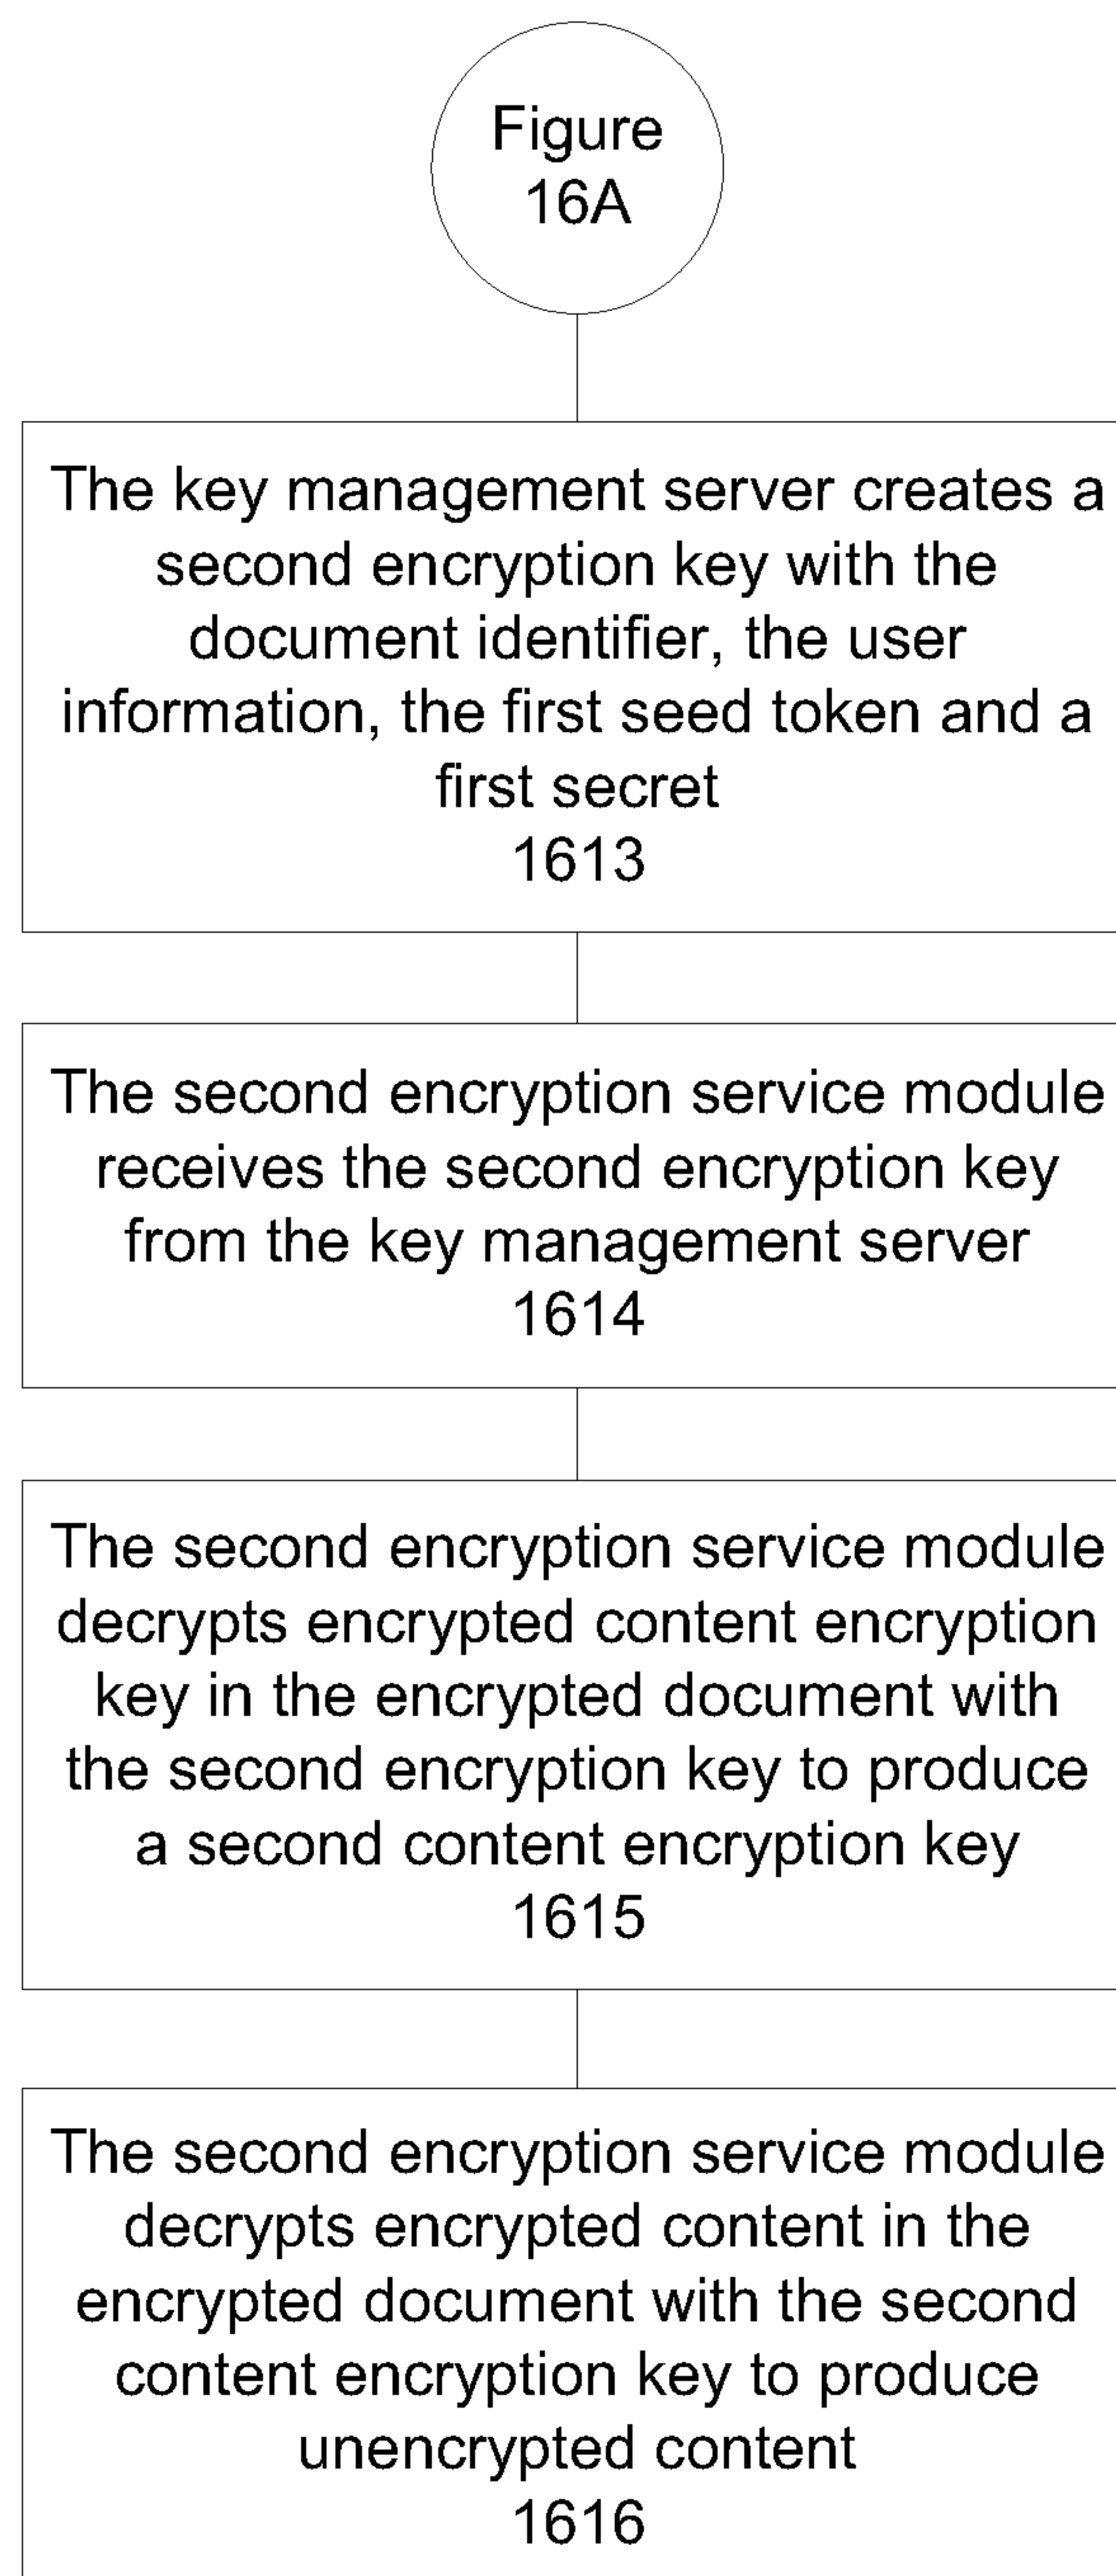 Figure
16A
The key management server creates a
second encryption key with the
document identifier, the user
information, the first seed token and a
first secret
1613
The second encryption service module
receives the second encryption key
from the key management server
1614
The second encryption service module
decrypts encrypted content encryption
key in the encrypted document with
the second encryption key to produce
a second content encryption key
1615
The second encryption service module
decrypts encrypted content in the
encrypted document with the second
content encryption key to produce
unencrypted content
1616